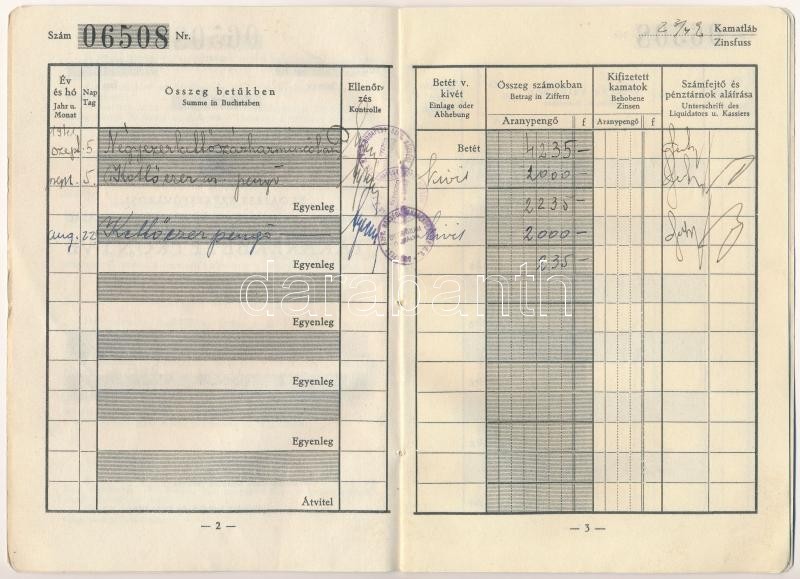 Szám 06508 Nr.
Év és hó
Jahr u. Monat
Nap
Tag
Összeg betűkben
Summe in Buchstaben
Ellenőrzés
Kontrolle
1941
szept. 5. Négyezerkettőszázharmincöt
szept. 5. Kettőezer pengő
Egyenleg
aug. 22 Kettőezer pengő
Egyenleg
Egyenleg
Egyenleg
Egyenleg
Átvitel
— 2 —
Kamatláb
Zinsfuss
Betét v. kivét
Einlage oder Abhebung
Összeg számokban
Betrag in Ziffern
Aranypengő f
Kifizetett kamatok
Behobene Zinsen
Aranypengő f
Számfejtő és pénztárnok aláírása
Unterschrift des Liquidators u. Kassiers
Betét 4235 —
kivét 2000 —
2235 —
kivét 2000 —
235 —
— 3 —
darabanth